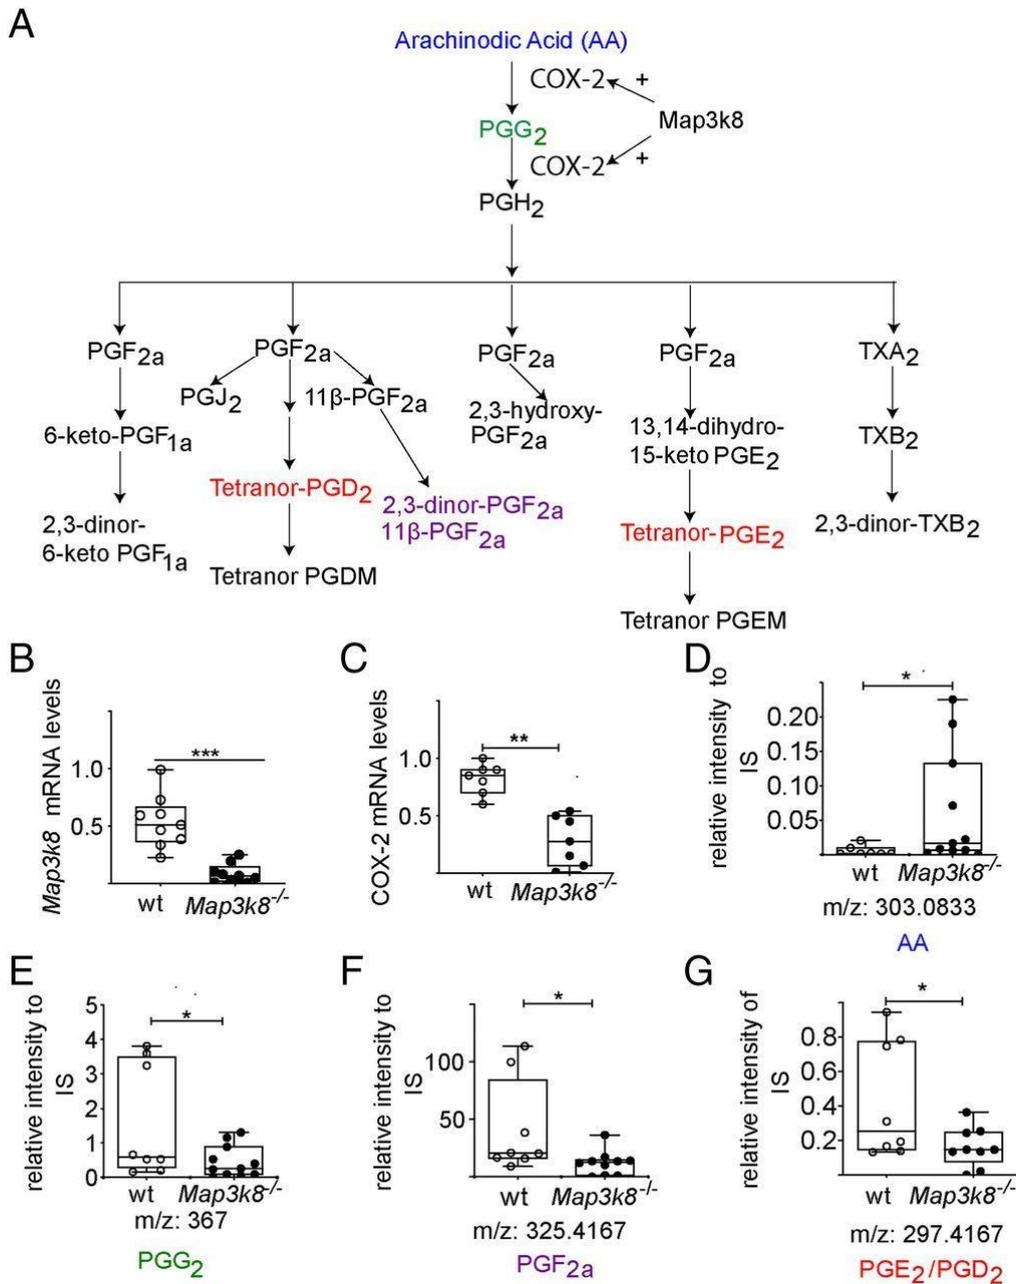 A
Arachinodic Acid (AA)
COX-2 +
Map3k8
PGG2
COX-2 +
PGH2
PGF2a PGF2a PGF2a PGF2a TXA2
PGJ2 11β-PGF2a
2,3-hydroxy-
PGF2a
13,14-dihydro-
15-keto PGE2
6-keto-PGF1a
TXB2
Tetranor-PGD2
2,3-dinor-PGF2a
11β-PGF2a
2,3-dinor-
6-keto PGF1a
Tetranor-PGE2
2,3-dinor-TXB2
Tetranor PGDM
Tetranor PGEM
B
Map3k8 mRNA levels
***
1.0
0.5
wt Map3k8-/-
C
COX-2 mRNA levels
**
1.0
0.5
wt Map3k8-/-
D
relative intensity to
IS
*
0.20
0.15
0.10
0.05
wt Map3k8-/-
m/z: 303.0833
AA
E
relative intensity to
IS
*
5
4
3
2
1
0
wt Map3k8-/-
m/z: 367
PGG2
F
relative intensity to
IS
*
100
50
wt Map3k8-/-
m/z: 325.4167
PGF2a
G
relative intensity of
IS
*
0.8
0.6
0.4
0.2
wt Map3k8-/-
m/z: 297.4167
PGE2/PGD2